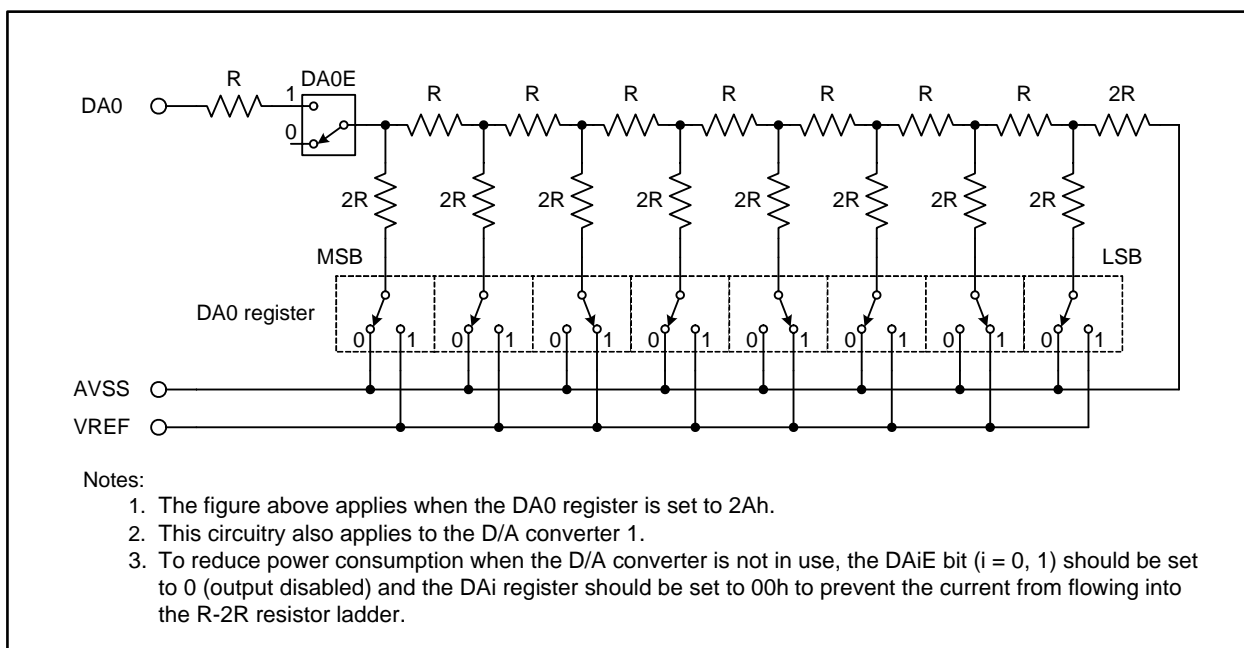 R DA0E R R R R R R R 2R
DA0 1
0
2R 2R 2R 2R 2R 2R 2R 2R
MSB LSB
DA0 register
0 1 0 1 0 1 0 1 0 1 0 1 0 1 0 1
AVSS
VREF
Notes:
1. The figure above applies when the DA0 register is set to 2Ah.
2. This circuitry also applies to the D/A converter 1.
3. To reduce power consumption when the D/A converter is not in use, the DAiE bit (i = 0, 1) should be set
to 0 (output disabled) and the DAi register should be set to 00h to prevent the current from flowing into
the R-2R resistor ladder.